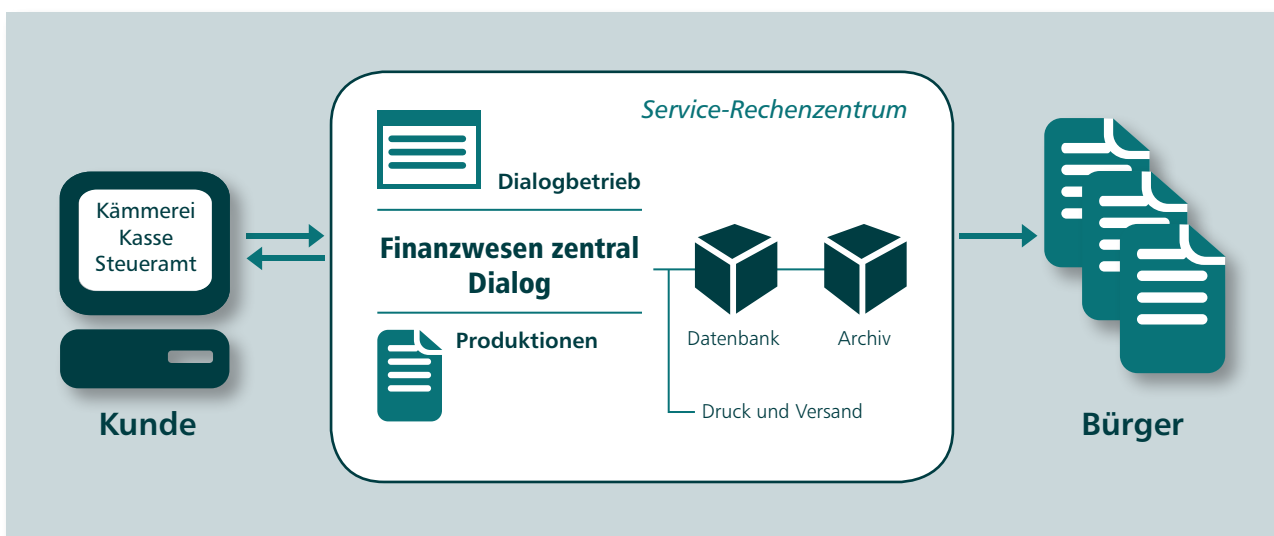 Service-Rechenzentrum
Kämmerei
Kasse
Steueramt
Kunde
Dialogbetrieb
Finanzwesen zentral
Dialog
Produktionen
Datenbank
Archiv
Druck und Versand
Bürger